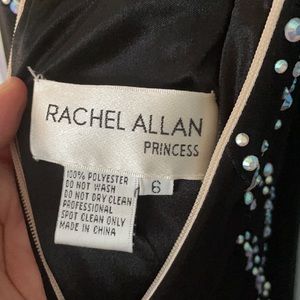 RACHEL ALLAN
PRINCESS
100% POLYESTER
DO NOT WASH
DO NOT DRY CLEAN
PROFESSIONAL
SPOT CLEAN ONLY
MADE IN CHINA
6